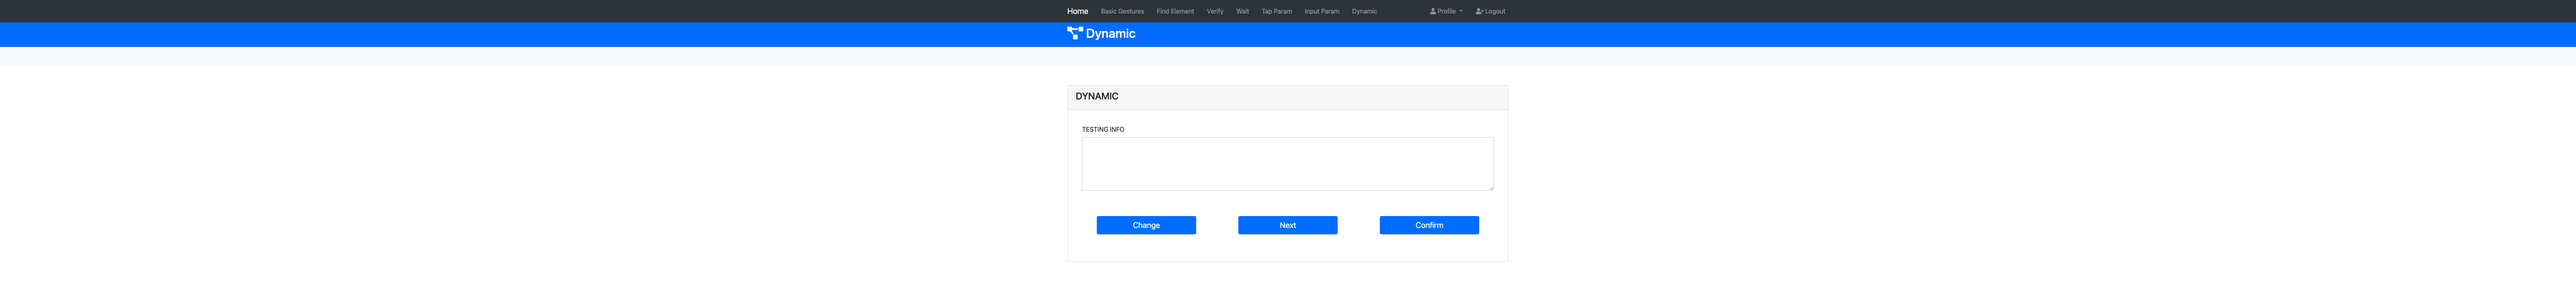 Home Basic Gestures Find Element Verify Wait Tap Param Input Param Dynamic Profile Logout
Dynamic
DYNAMIC
TESTING INFO
Change Next Confirm